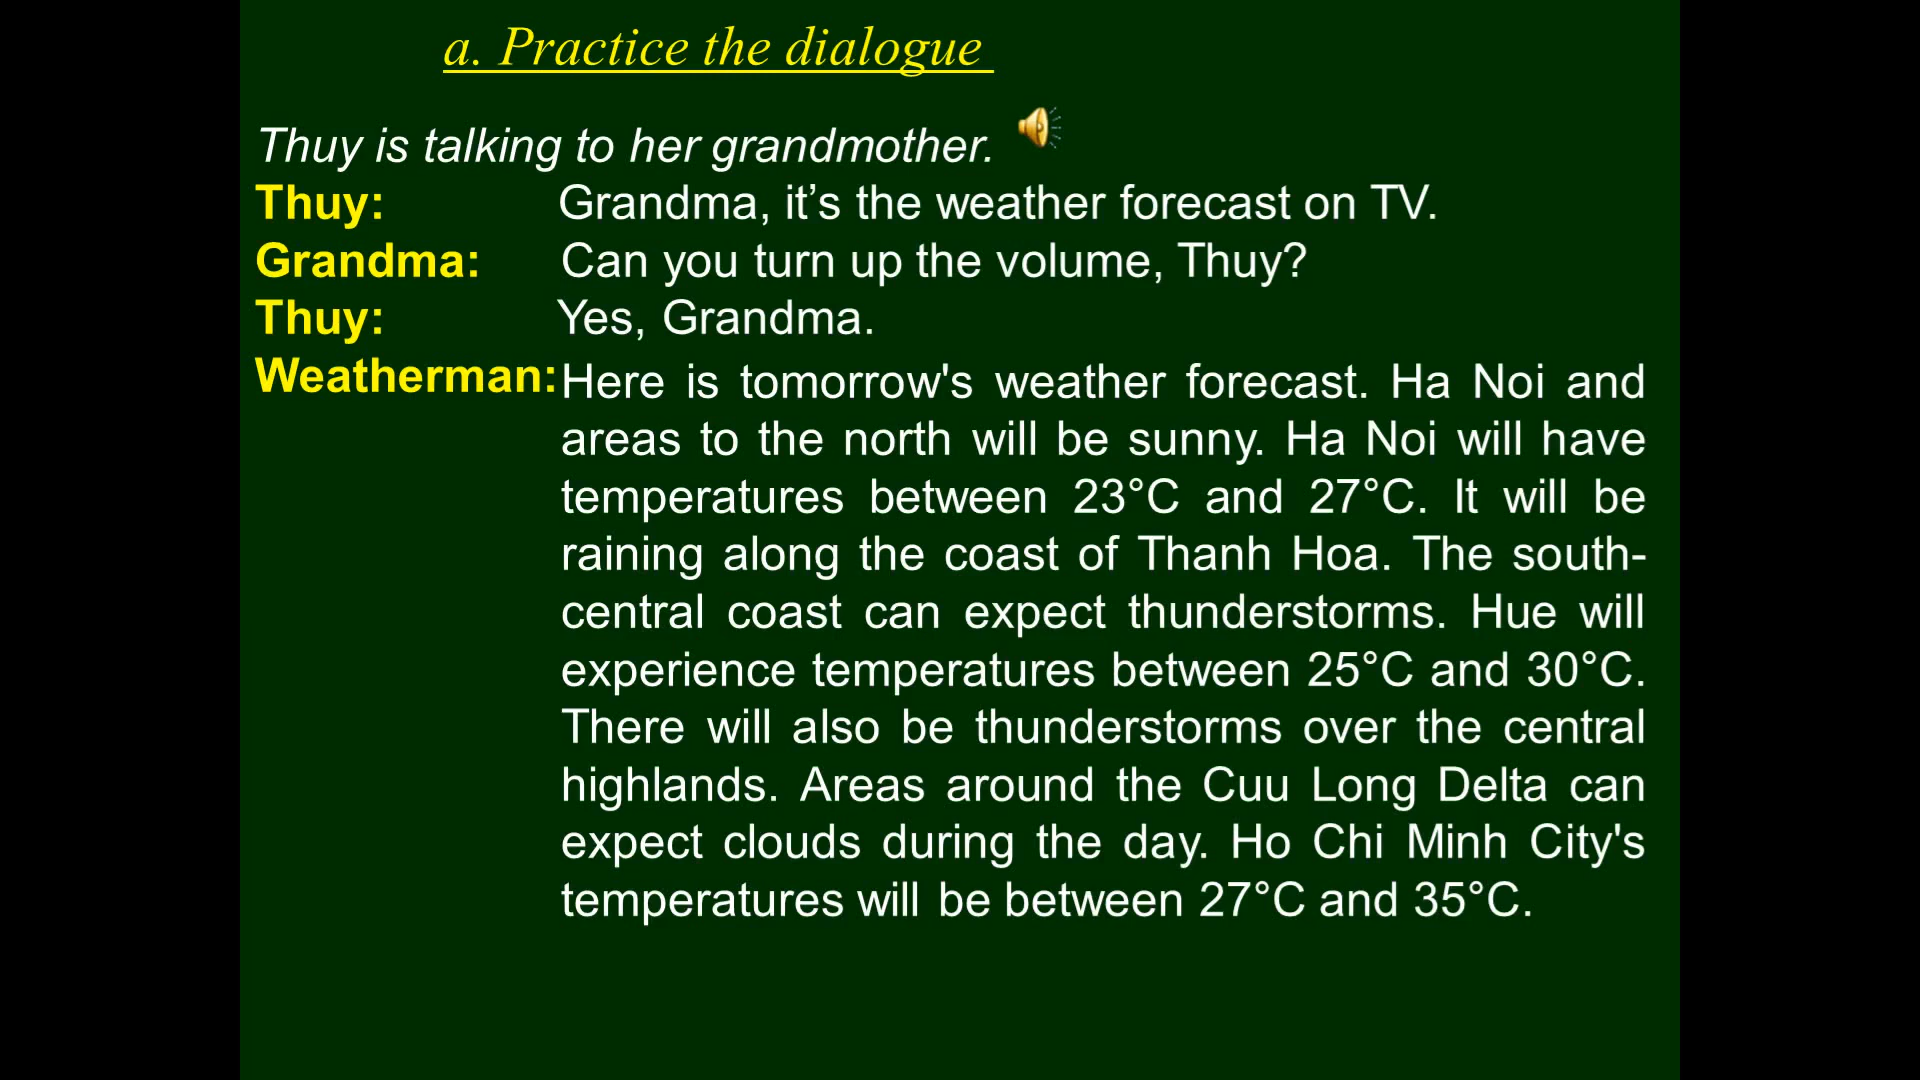 a. Practice the dialogue
Thuy is talking to her grandmother.
Thuy: Grandma, it’s the weather forecast on TV.
Grandma: Can you turn up the volume, Thuy?
Thuy: Yes, Grandma.
Weatherman: Here is tomorrow's weather forecast. Ha Noi and
areas to the north will be sunny. Ha Noi will have
temperatures between 23°C and 27°C. It will be
raining along the coast of Thanh Hoa. The south-
central coast can expect thunderstorms. Hue will
experience temperatures between 25°C and 30°C.
There will also be thunderstorms over the central
highlands. Areas around the Cuu Long Delta can
expect clouds during the day. Ho Chi Minh City's
temperatures will be between 27°C and 35°C.